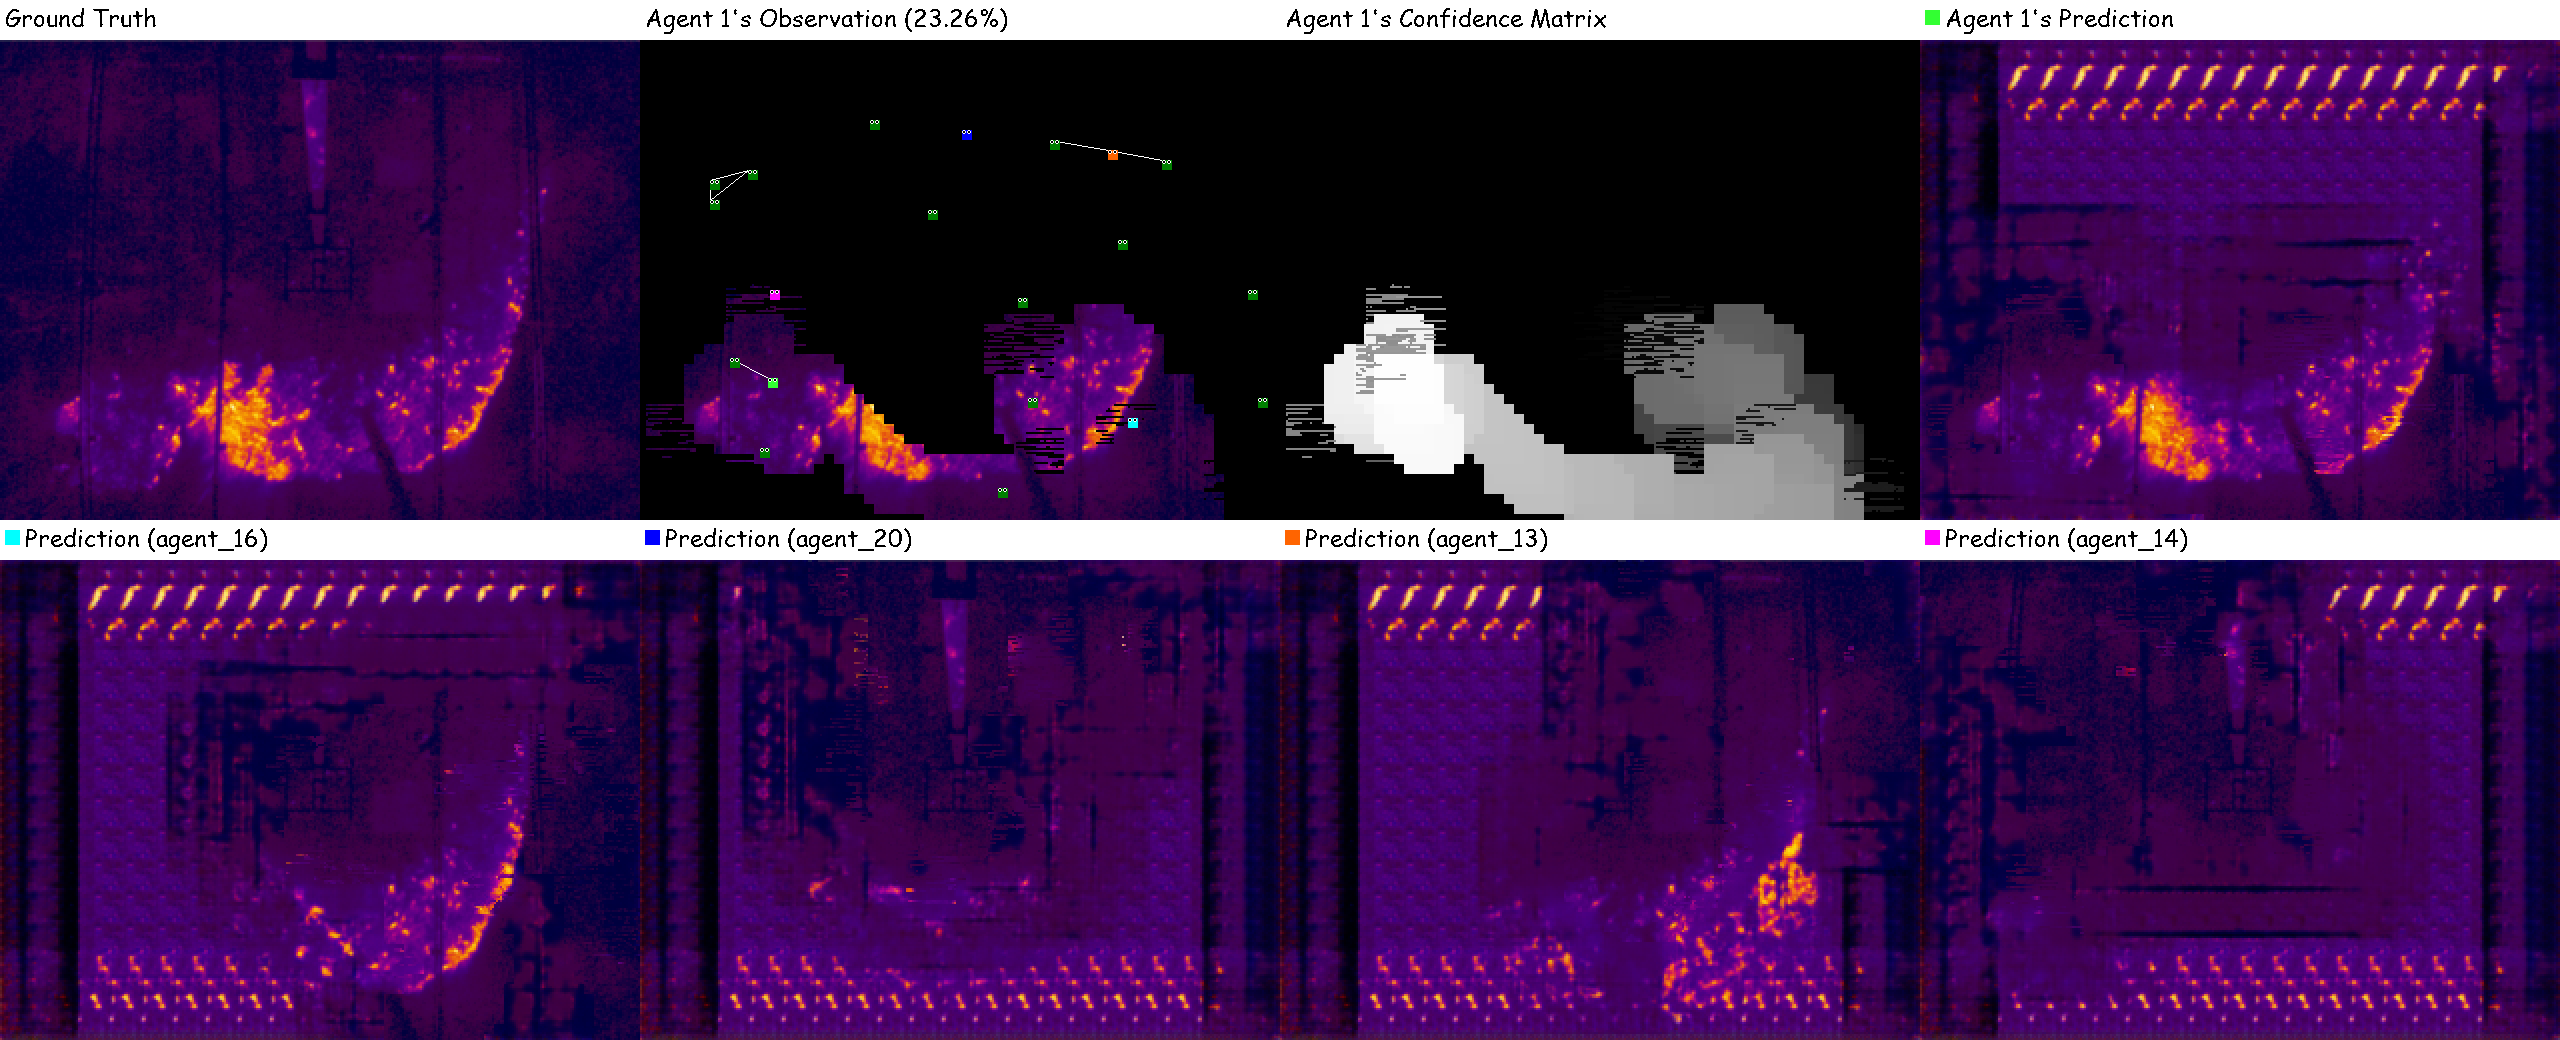 Ground Truth
Agent 1's Observation (23.26%)
Agent 1's Confidence Matrix
Agent 1's Prediction
Prediction (agent_16)
Prediction (agent_20)
Prediction (agent_13)
Prediction (agent_14)